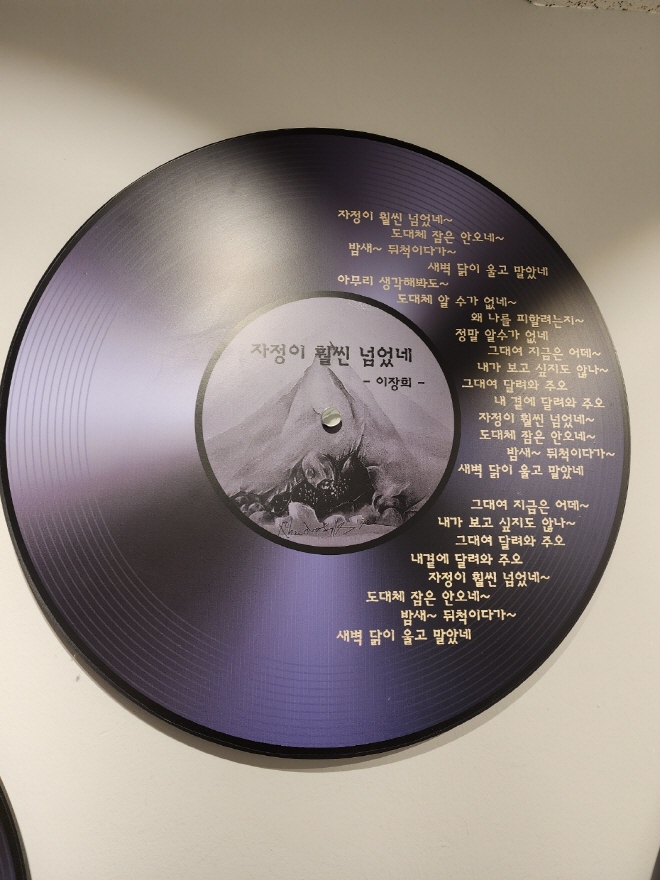 자정이 훨씬 넘었네~
도대체 잠은 안오네~
밤새~ 뒤척이다가~
새벽 닭이 울고 말았네
아무리 생각해봐도~
도대체 알 수가 없네~
왜 나를 피할려는지~
정말 알수가 없네
그대여 지금은 어데~
내가 보고 싶지도 않나~
그대여 달려와 주오
내 곁에 달려와 주오
자정이 훨씬 넘었네~
도대체 잠은 안오네~
밤새~ 뒤척이다가~
새벽 닭이 울고 말았네
그대여 지금은 어데~
내가 보고 싶지도 않나~
그대여 달려와 주오
내곁에 달려와 주오
자정이 훨씬 넘었네~
도대체 잠은 안오네~
밤새~ 뒤척이다가~
새벽 닭이 울고 말았네
자정이 훨씬 넘었네
- 이장희 -